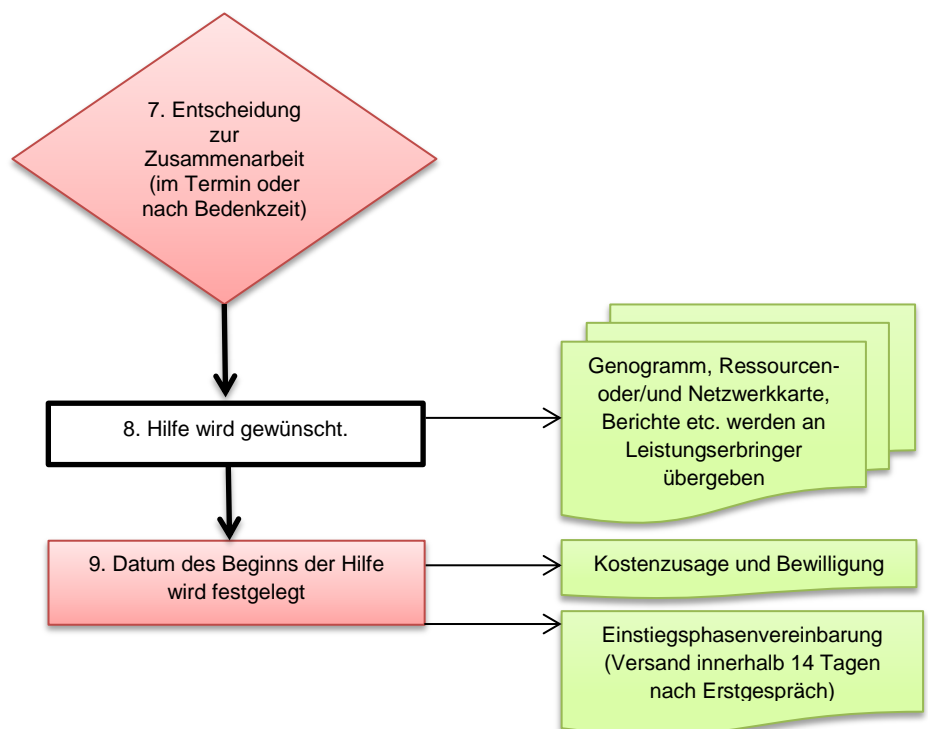 7. Entscheidung
zur
Zusammenarbeit
(im Termin oder
nach Bedenkzeit)
8. Hilfe wird gewünscht.
Genogramm, Ressourcen-
oder/und Netzwerkkarte,
Berichte etc. werden an
Leistungserbringer
übergeben
9. Datum des Beginns der Hilfe
wird festgelegt
Kostenzusage und Bewilligung
Einstiegsphasenvereinbarung
(Versand innerhalb 14 Tagen
nach Erstgespräch)